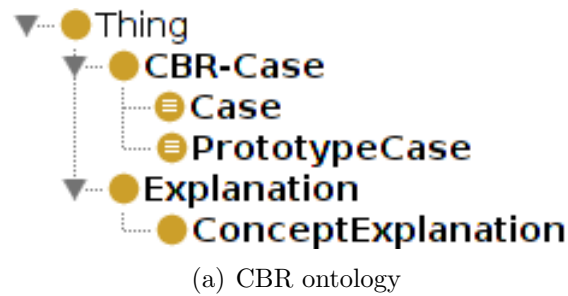 Thing
CBR-Case
Case
PrototypeCase
Explanation
ConceptExplanation
(a) CBR ontology